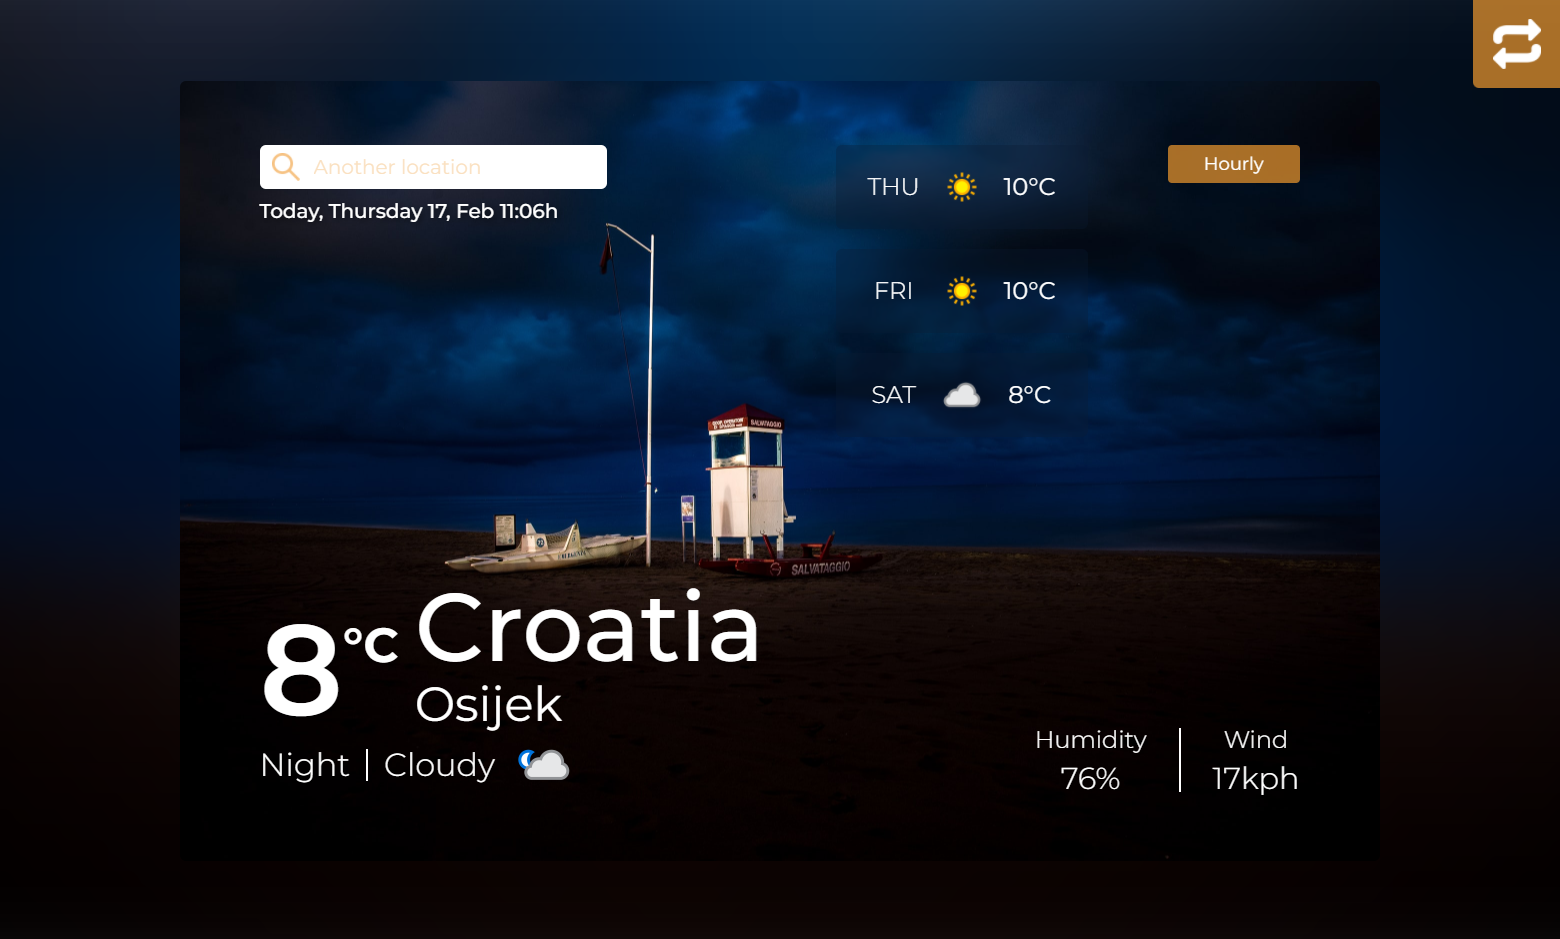 Another location
Today, Thursday 17, Feb 11:06h
THU 10°C
Hourly
FRI 10°C
SAT 8°C
SALVATAGGIO
SALVATAGGIO
8°C
Croatia
Osijek
Night | Cloudy
Humidity
76%
Wind
17kph